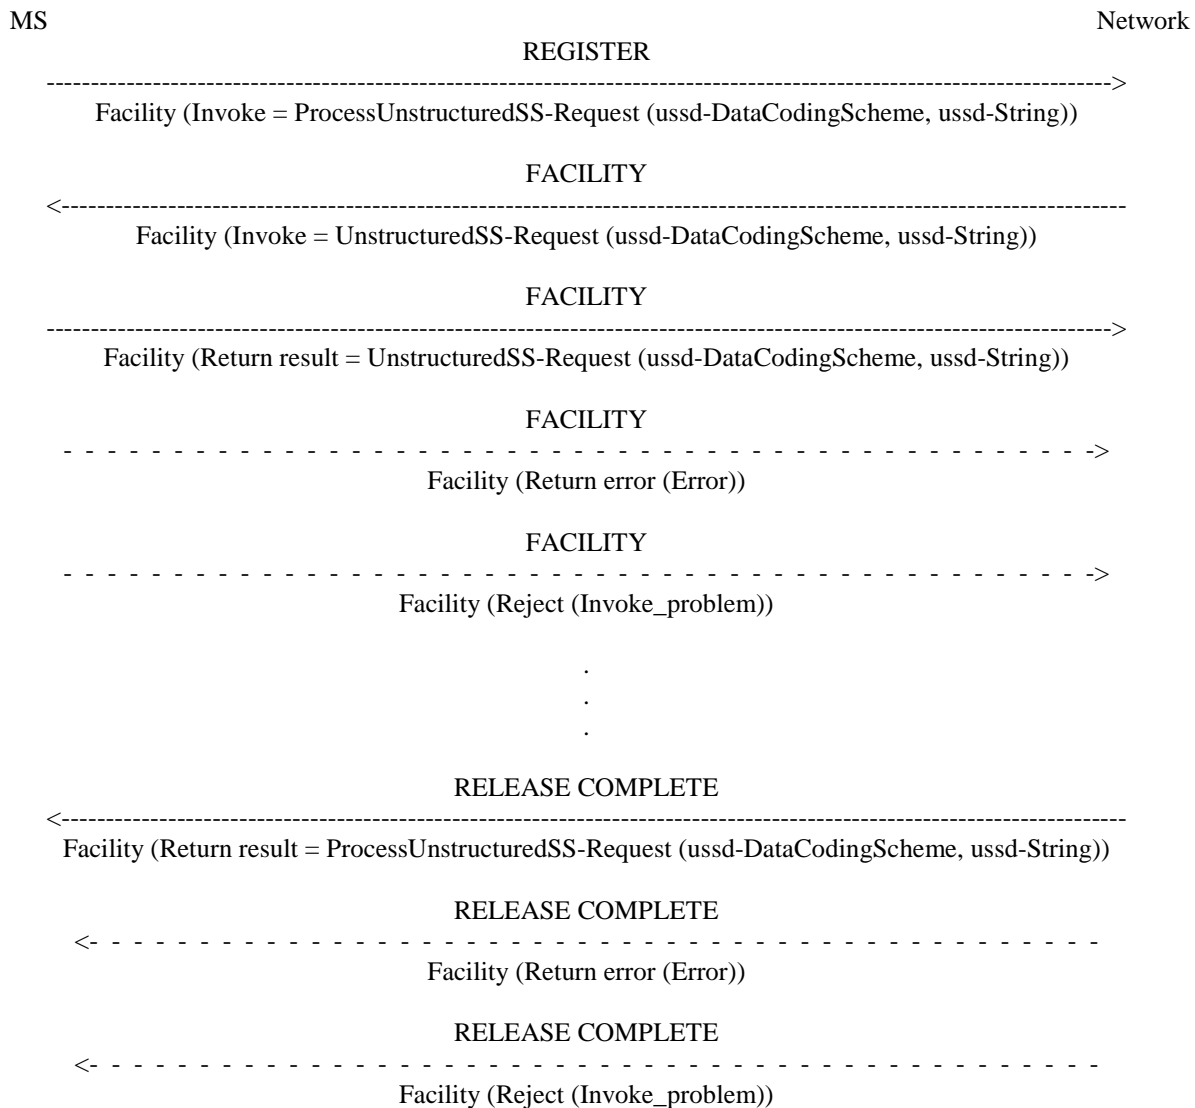 MS Network
REGISTER
------------------------------------------------------------------------------------------------------------------------>
Facility (Invoke = ProcessUnstructuredSS-Request (ussd-DataCodingScheme, ussd-String))
FACILITY
<------------------------------------------------------------------------------------------------------------------------
Facility (Invoke = UnstructuredSS-Request (ussd-DataCodingScheme, ussd-String))
FACILITY
------------------------------------------------------------------------------------------------------------------------>
Facility (Return result = UnstructuredSS-Request (ussd-DataCodingScheme, ussd-String))
FACILITY
- - - - - - - - - - - - - - - - - - - - - - - - - - - - - - - - - - - - - - - - - - - - - - - ->
Facility (Return error (Error))
FACILITY
- - - - - - - - - - - - - - - - - - - - - - - - - - - - - - - - - - - - - - - - - - - - - - - ->
Facility (Reject (Invoke_problem))
.
.
.
RELEASE COMPLETE
<------------------------------------------------------------------------------------------------------------------------
Facility (Return result = ProcessUnstructuredSS-Request (ussd-DataCodingScheme, ussd-String))
RELEASE COMPLETE
<- - - - - - - - - - - - - - - - - - - - - - - - - - - - - - - - - - - - - - - - - - - - - - -
Facility (Return error (Error))
RELEASE COMPLETE
<- - - - - - - - - - - - - - - - - - - - - - - - - - - - - - - - - - - - - - - - - - - - - - -
Facility (Reject (Invoke_problem))